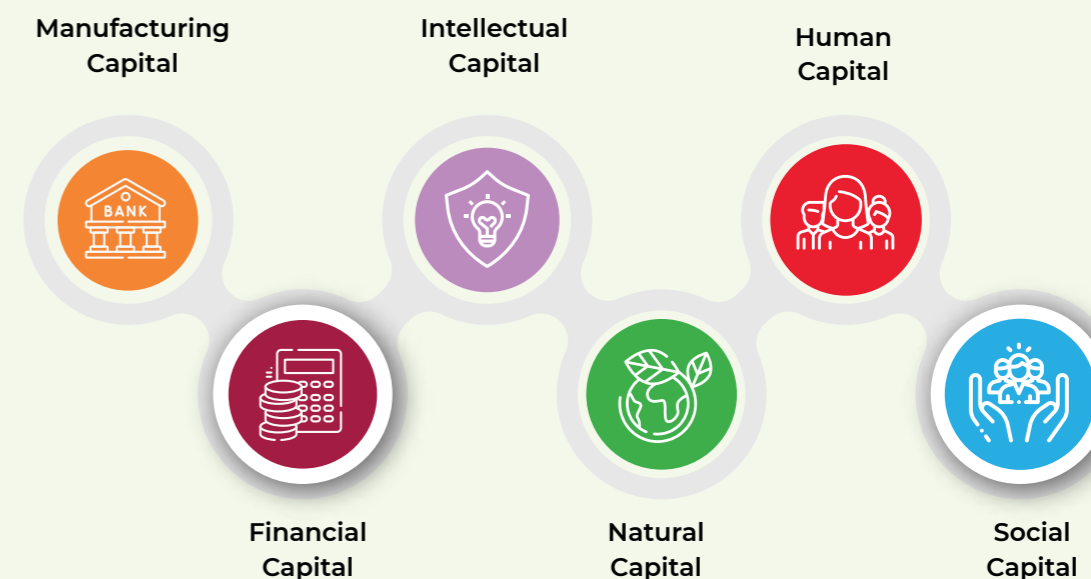 Manufacturing
Capital
Intellectual
Capital
Human
Capital
BANK
Financial
Capital
Natural
Capital
Social
Capital